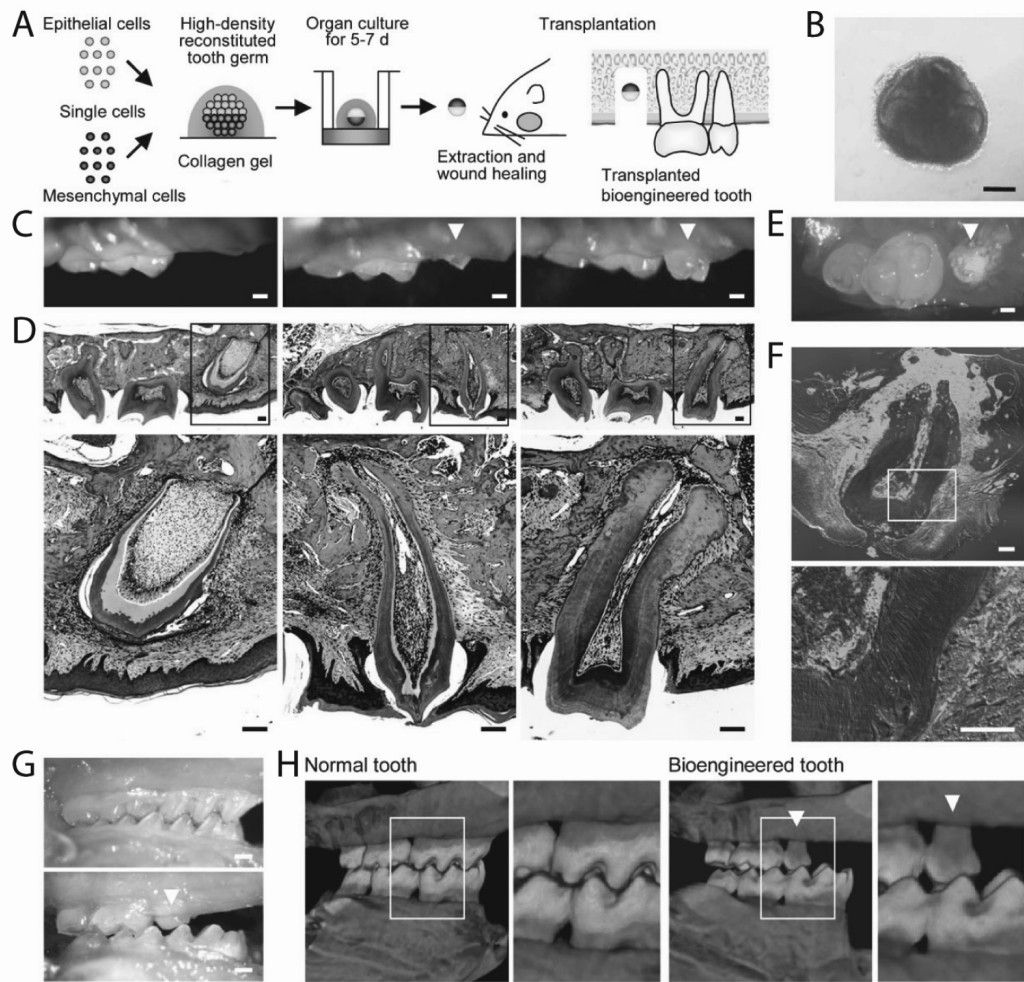 A
Epithelial cells
Single cells
Mesenchymal cells
High-density
reconstituted
tooth germ
Collagen gel
Organ culture
for 5-7 d
Transplantation
Extraction and
wound healing
Transplanted
bioengineered tooth
B
C
E
D
F
G
H
Normal tooth
Bioengineered tooth